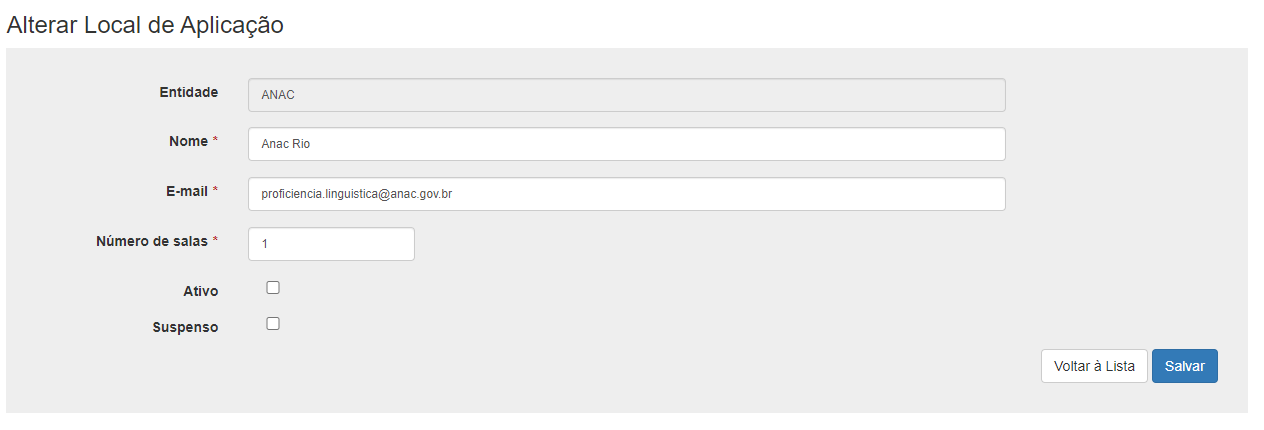 Alterar Local de Aplicação
Entidade ANAC
Nome * Anac Rio
E-mail * proficiencia.linguistica@anac.gov.br
Número de salas * 1
Ativo
Suspenso
Voltar à Lista Salvar